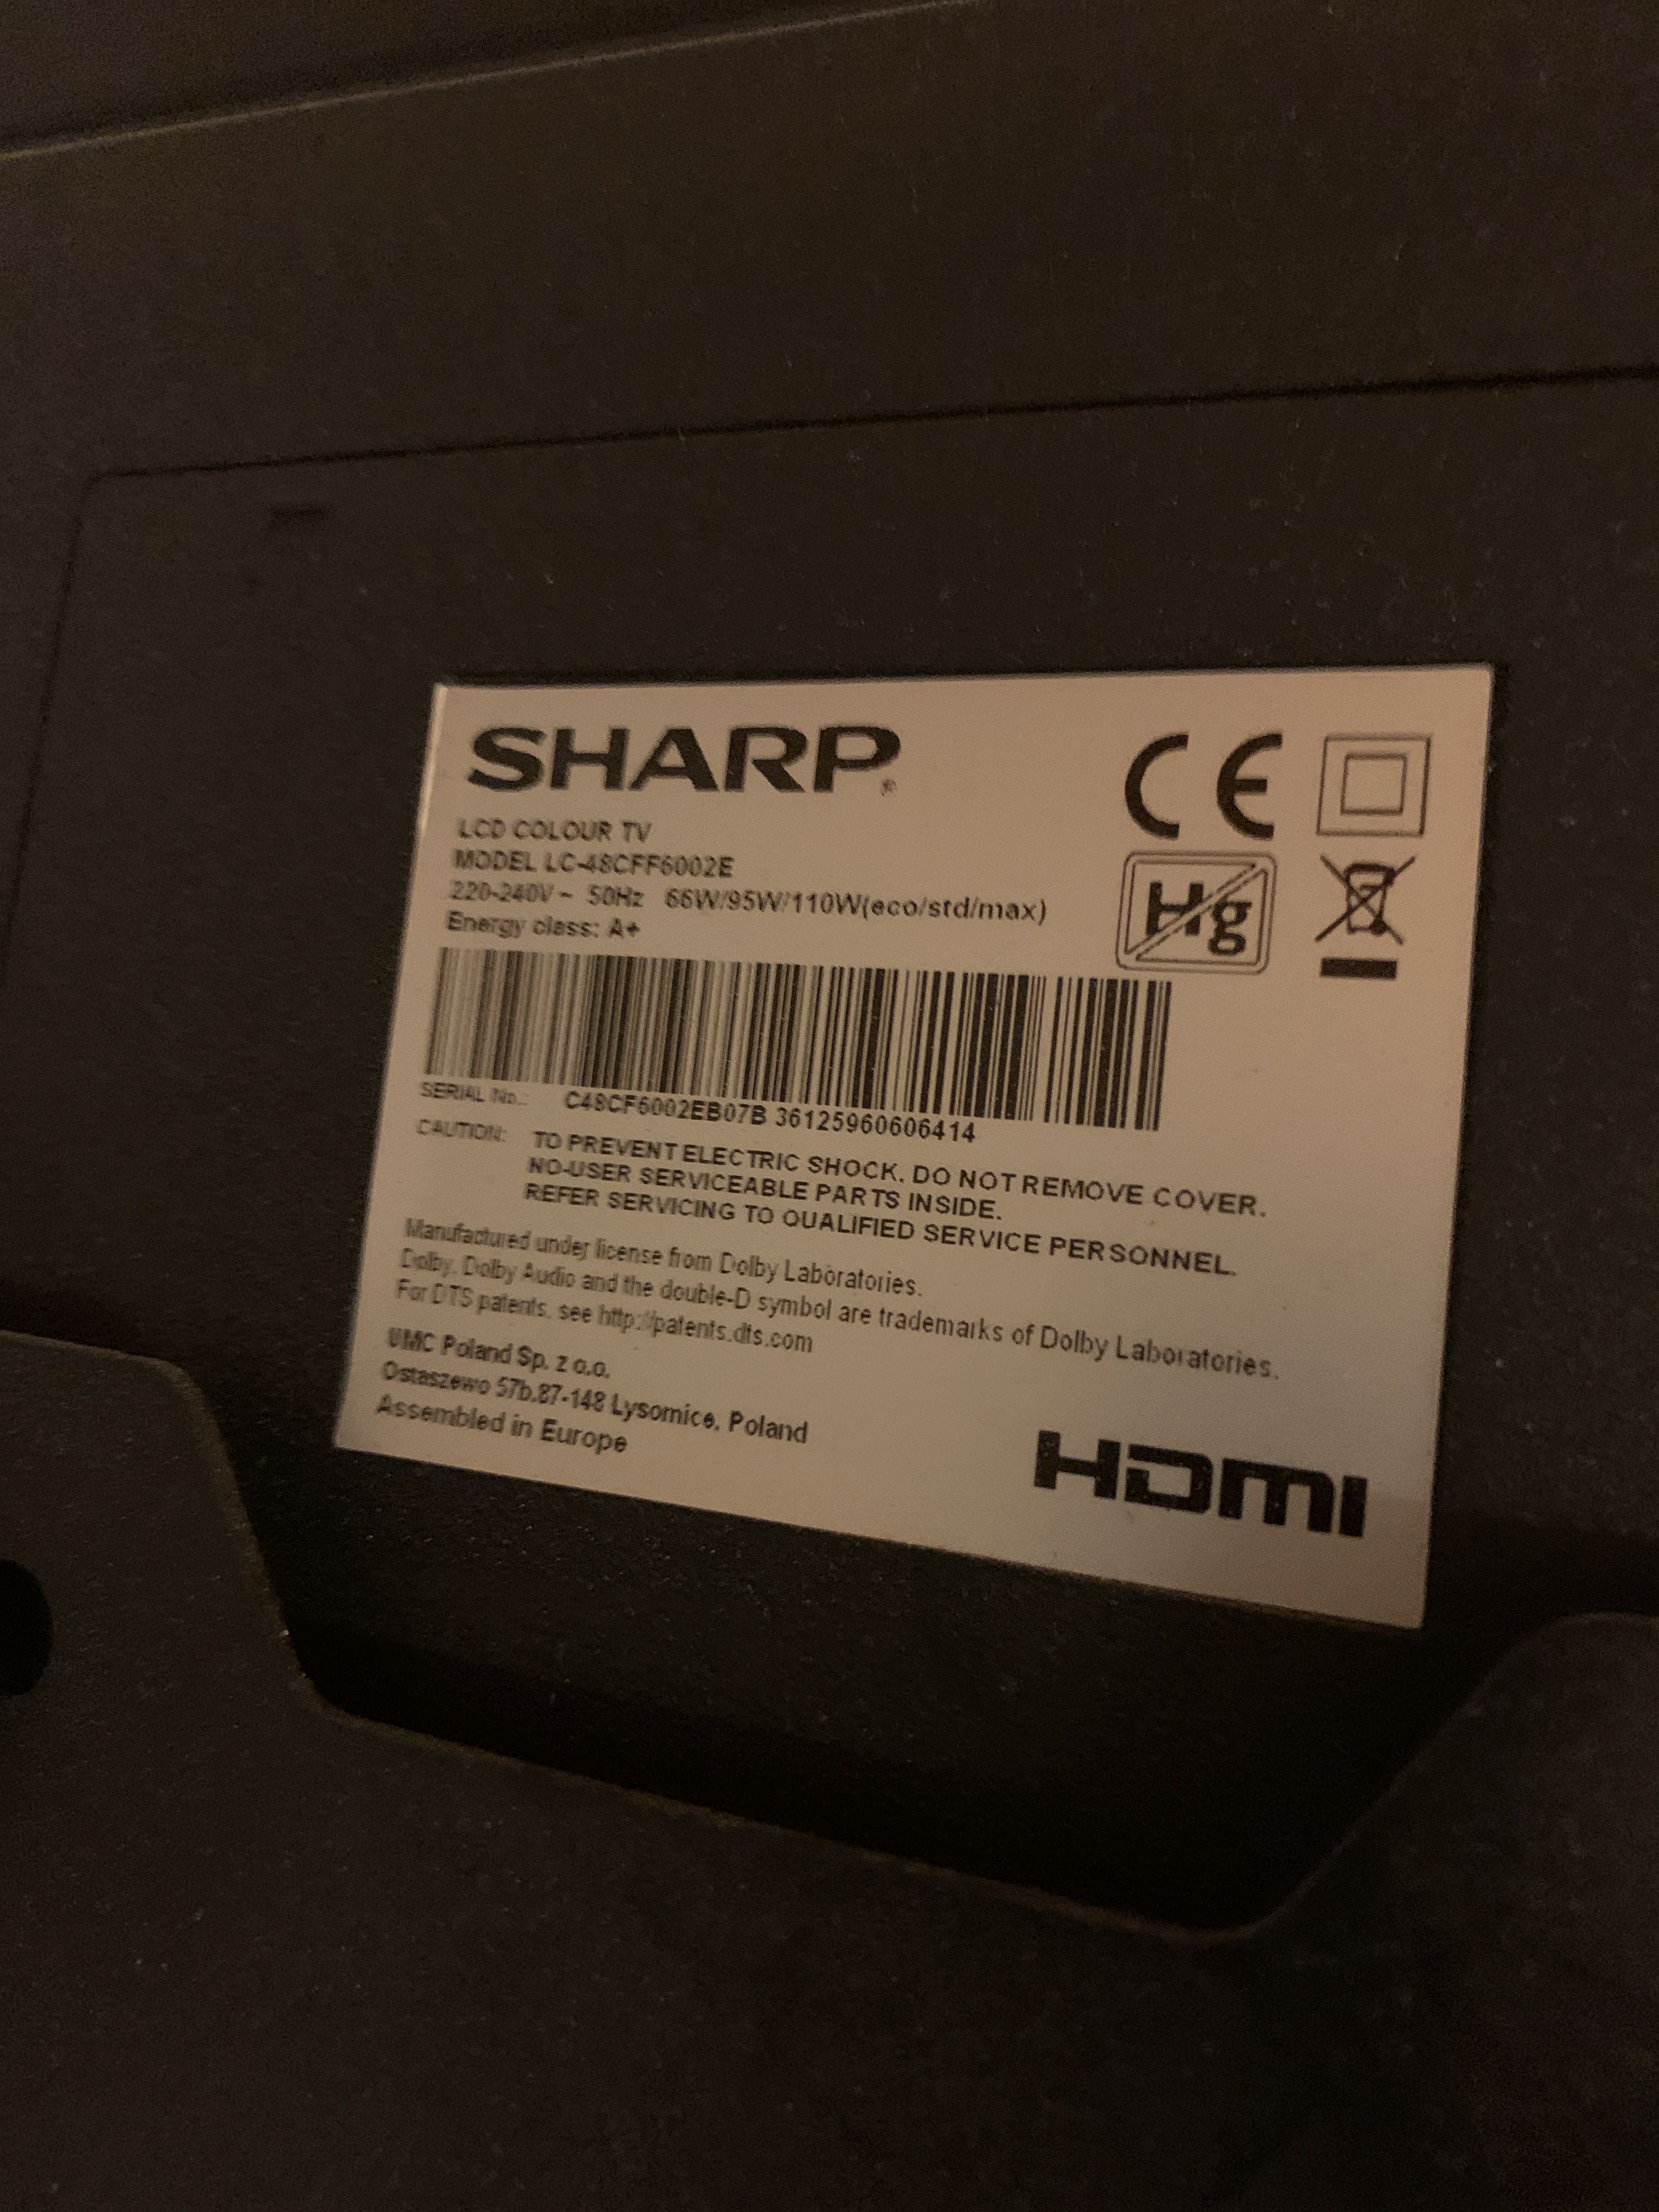 SHARP®
LCD COLOUR TV
MODEL LC-48CFF6002E
220-240V ~ 50Hz 66W/95W/110W(eco/std/max)
Energy class: A+
CE
Hg
SERIAL No.: C48CF6002EB07B 36125960606414
CAUTION: TO PREVENT ELECTRIC SHOCK. DO NOT REMOVE COVER.
NO-USER SERVICEABLE PARTS INSIDE.
REFER SERVICING TO QUALIFIED SERVICE PERSONNEL.
Manufactured under license from Dolby Laboratories.
Dolby, Dolby Audio and the double-D symbol are trademarks of Dolby Laboratories.
For DTS patents, see http://patents.dts.com
UMC Poland Sp. z o.o.
Ostaszewo 57b,87-148 Lysomice, Poland
Assembled in Europe
HDMI